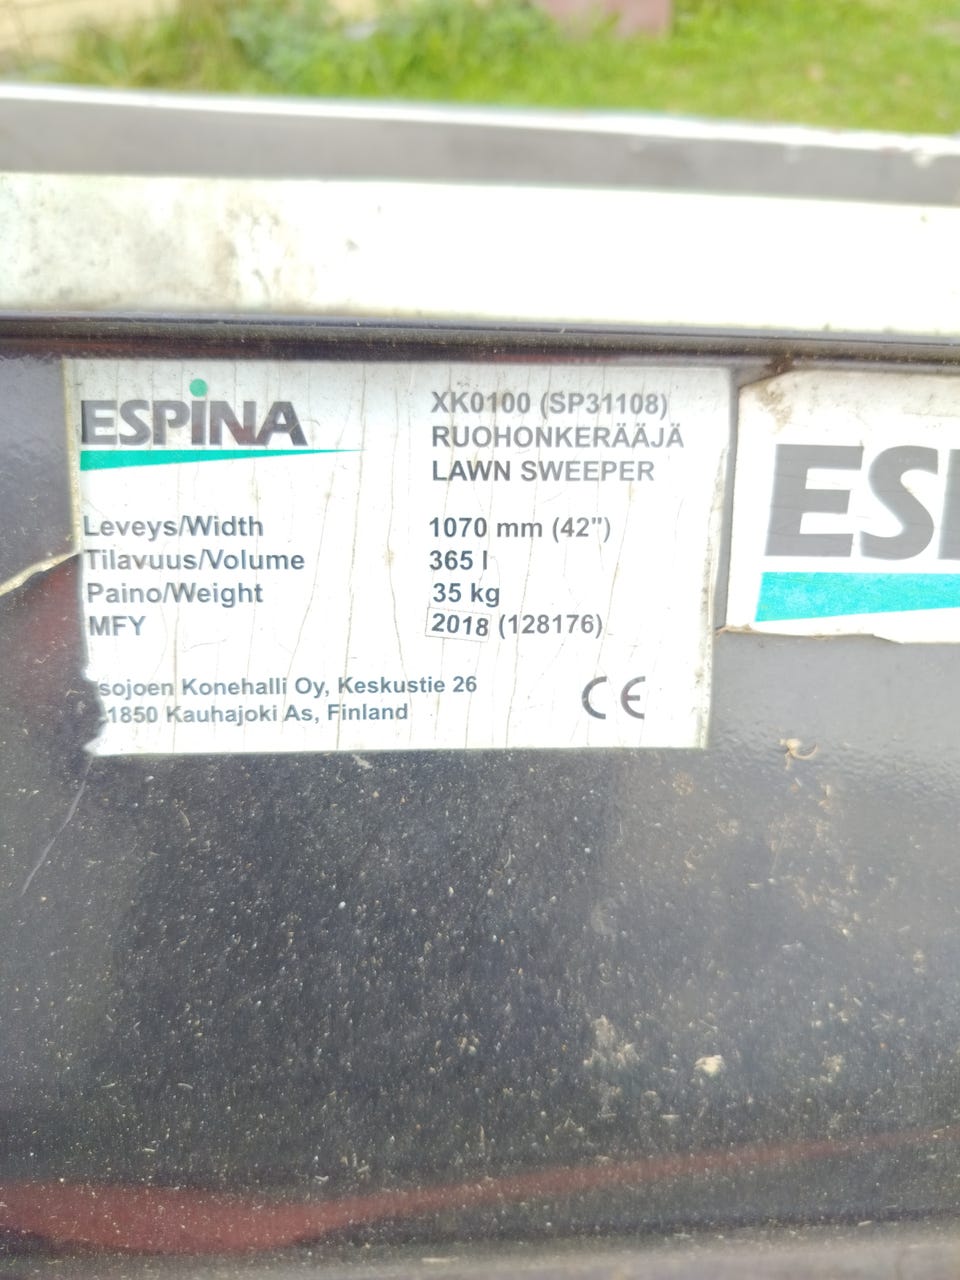 ESPINA
XK0100 (SP31108)
RUOHONKERÄÄJÄ
LAWN SWEEPER
Leveys/Width 1070 mm (42")
Tilavuus/Volume 365 l
Paino/Weight 35 kg
MFY 2018 (128176)
sojoen Konehalli Oy, Keskustie 26
1850 Kauhajoki As, Finland
CE
ES